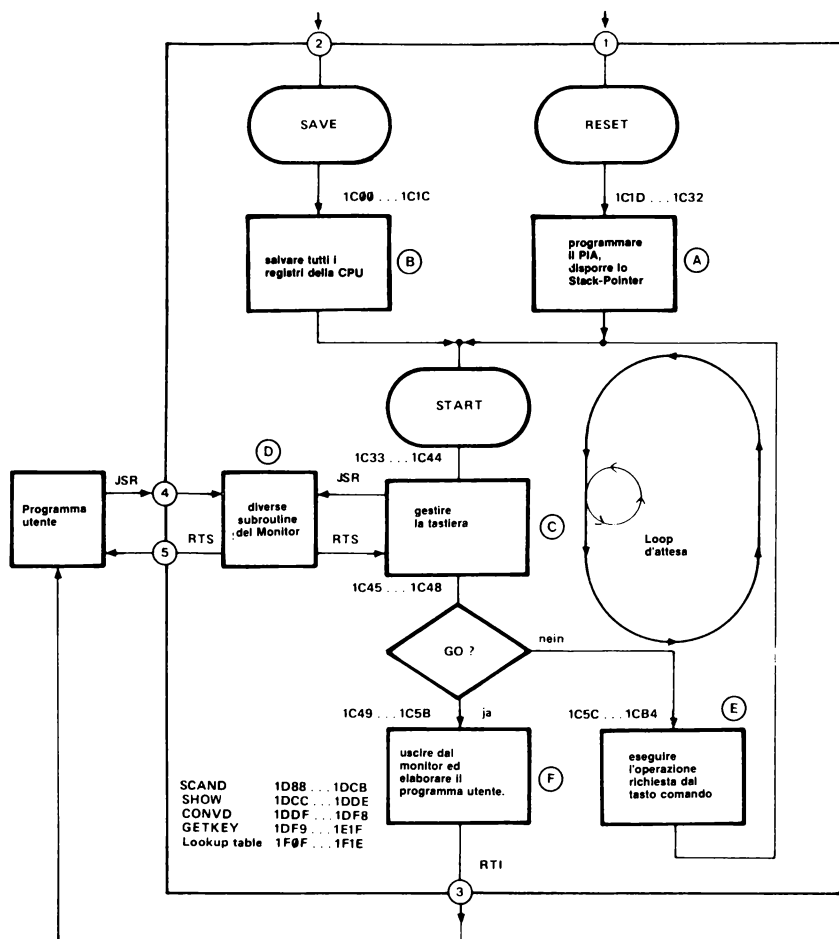 2
1
SAVE
RESET
1C00 ... 1C1C
1C1D ... 1C32
salvare tutti i
registri della CPU
B
programmare
il PIA,
disporre lo
Stack-Pointer
A
START
D
1C33 ... 1C44
JSR
4
JSR
Programma
utente
diverse
subroutine
del Monitor
gestire
la tastiera
C
Loop
d'attesa
5
RTS
RTS
1C45 ... 1C48
GO ?
nein
1C49 ... 1C5B
ja
1C5C ... 1CB4
E
uscire dal
monitor ed
elaborare il
programma utente.
F
eseguire
l'operazione
richiesta dal
tasto comando
SCAND 1D88 ... 1DCB
SHOW 1DCC ... 1DDE
CONVD 1DDF ... 1DF8
GETKEY 1DF9 ... 1E1F
Lookup table 1F0F ... 1F1E
RTI
3